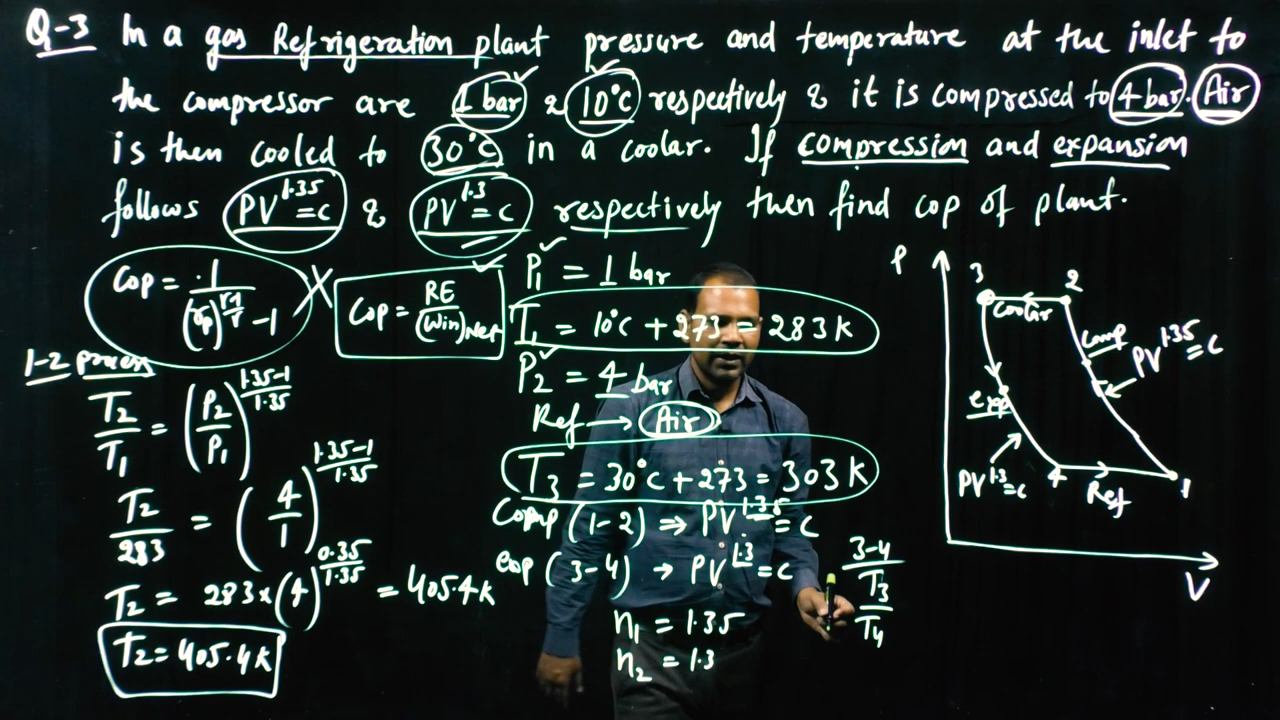 Q-3 In a gas Refrigeration plant pressure and temperature at the inlet to
the compressor are 1 bar & 10°C respectively & it is compressed to 4 bar. Air
is then cooled to 30°C in a coolar. If compression and expansion
follows PV^1.35=C & PV^1.3=C respectively then find cop of plant.
COP = 1/((rp)^(r-1/r) -1) X
COP = RE/(Win)Net
P1 = 1 bar
T1 = 10°C + 273 = 283 K
P2 = 4 bar
Ref → Air
T3 = 30°C + 273 = 303 K
Comp (1-2) ⇒ PV^1.35 = C
exp (3-4) → PV^1.3 = C
n1 = 1.35
n2 = 1.3
1-2 process
T2/T1 = (P2/P1)^(1.35-1/1.35)
T2/283 = (4/1)^(1.35-1/1.35)
T2 = 283×(4)^(0.35/1.35) = 405.4K
T2 = 405.4K
3-4
T3/T4
P
3
2
Coolar
Comp
PV^1.35=C
exp
PV^1.3=C
4
Ref
1
V